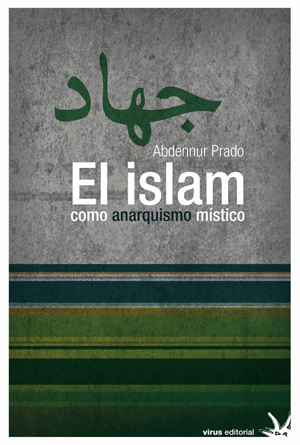 جهاد
Abdennur Prado
El islam
como anarquismo místico
virus editorial